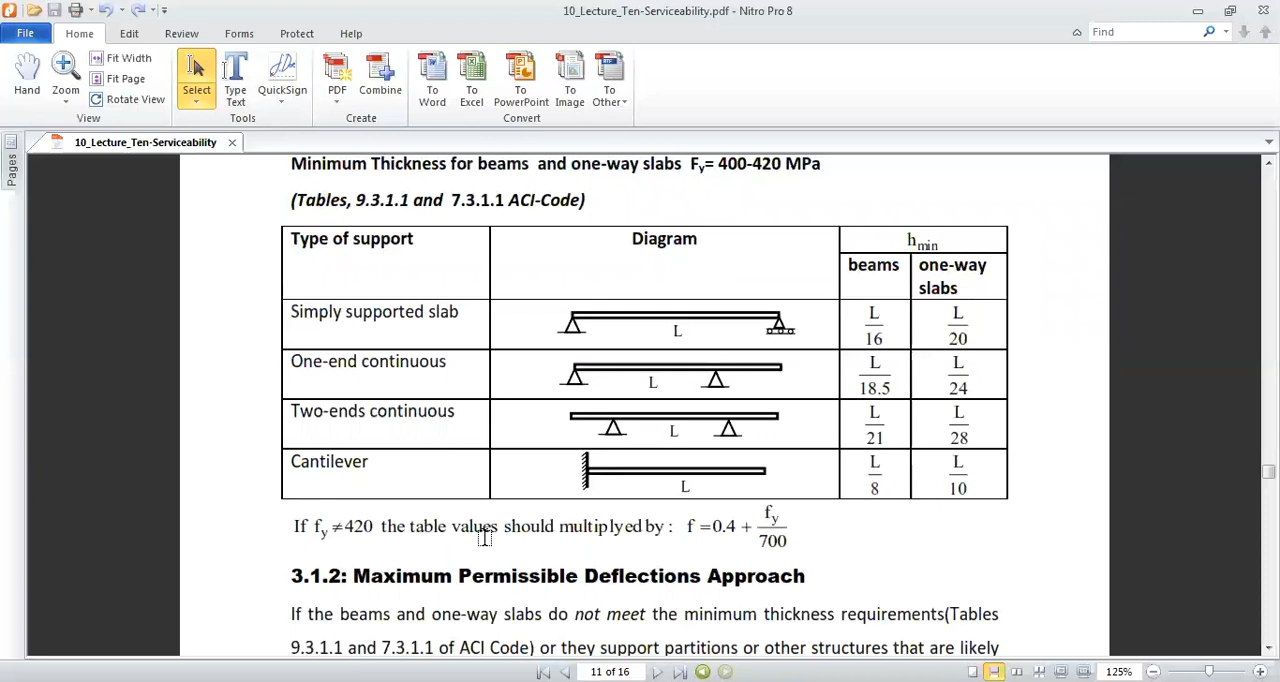 10_Lecture_Ten-Serviceability.pdf - Nitro Pro 8
File Home Edit Review Forms Protect Help
Find
Hand
Zoom
Fit Width
Fit Page
Rotate View
View
Select
Type Text
QuickSign
Tools
PDF
Combine
Create
To Word
To Excel
To PowerPoint
To Image
To Other
Convert
10_Lecture_Ten-Serviceability
Pages
Minimum Thickness for beams and one-way slabs Fy= 400-420 MPa
(Tables, 9.3.1.1 and 7.3.1.1 ACI-Code)
Type of support Diagram hmin
beams one-way slabs
Simply supported slab L L/16 L/20
One-end continuous L L/18.5 L/24
Two-ends continuous L L/21 L/28
Cantilever L L/8 L/10
If fy ≠ 420 the table values should multiplyed by : f = 0.4 + fy/700
3.1.2: Maximum Permissible Deflections Approach
If the beams and one-way slabs do not meet the minimum thickness requirements(Tables
9.3.1.1 and 7.3.1.1 of ACI Code) or they support partitions or other structures that are likely
11 of 16
125%